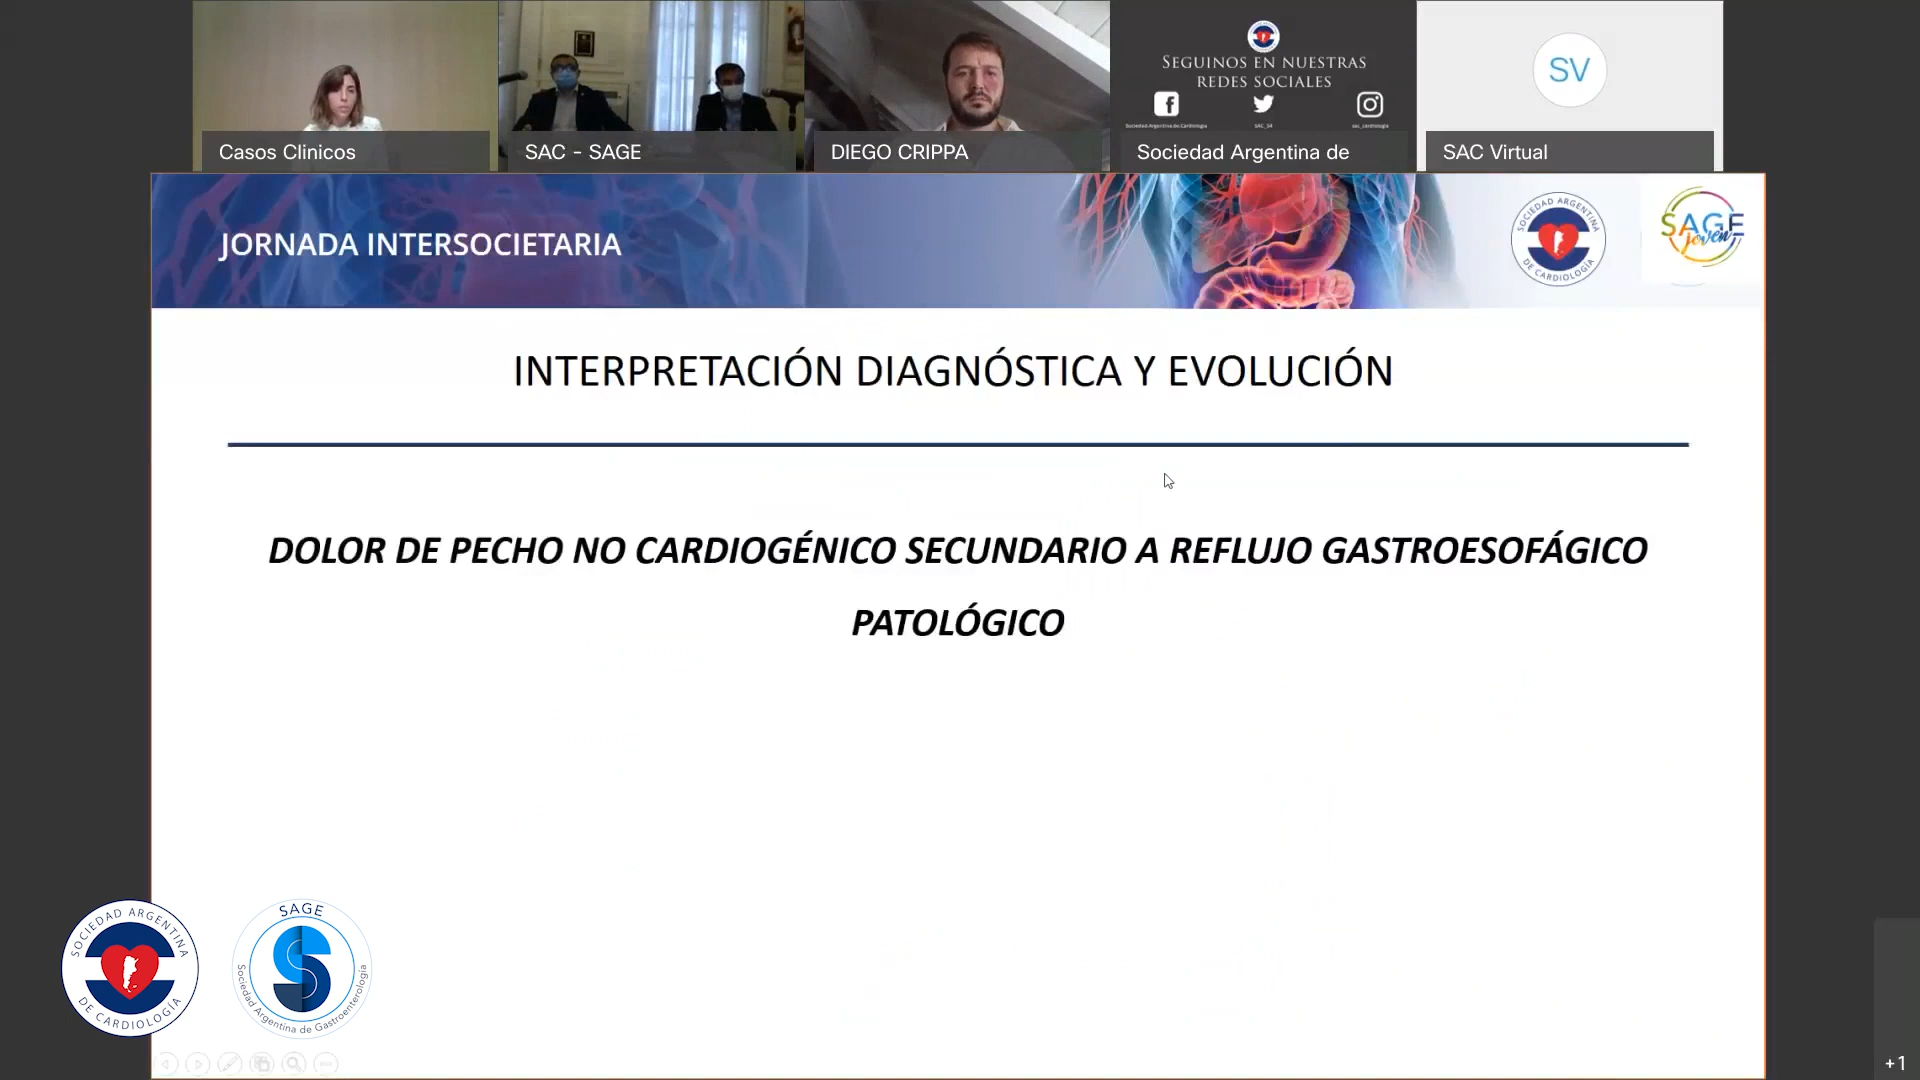 SEGUINOS EN NUESTRAS
REDES SOCIALES
Sociedad Argentina de Cardiología
SAC_54
sac_cardiologia
SV
Casos Clinicos
SAC - SAGE
DIEGO CRIPPA
Sociedad Argentina de
SAC Virtual
JORNADA INTERSOCIETARIA
SOCIEDAD ARGENTINA
DE CARDIOLOGÍA
SAGE
joven
INTERPRETACIÓN DIAGNÓSTICA Y EVOLUCIÓN
DOLOR DE PECHO NO CARDIOGÉNICO SECUNDARIO A REFLUJO GASTROESOFÁGICO
PATOLÓGICO
SOCIEDAD ARGENTINA
DE CARDIOLOGÍA
SAGE
Sociedad Argentina de Gastroenterología
+1